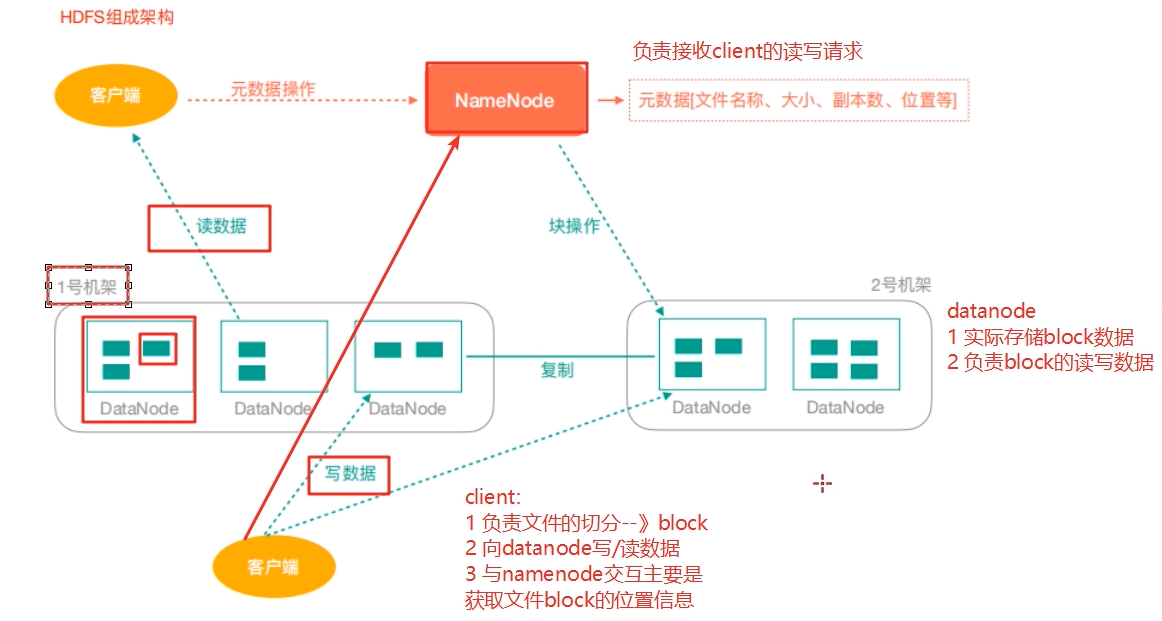 HDFS组成架构
负责接收client的读写请求
客户端
元数据操作
NameNode
元数据[文件名称、大小、副本数、位置等]
读数据
块操作
1号机架
2号机架
datanode
1 实际存储block数据
2 负责block的读写数据
复制
DataNode
DataNode
DataNode
DataNode
DataNode
写数据
client:
1 负责文件的切分--》block
2 向datanode写/读数据
3 与namenode交互主要是
获取文件block的位置信息
客户端